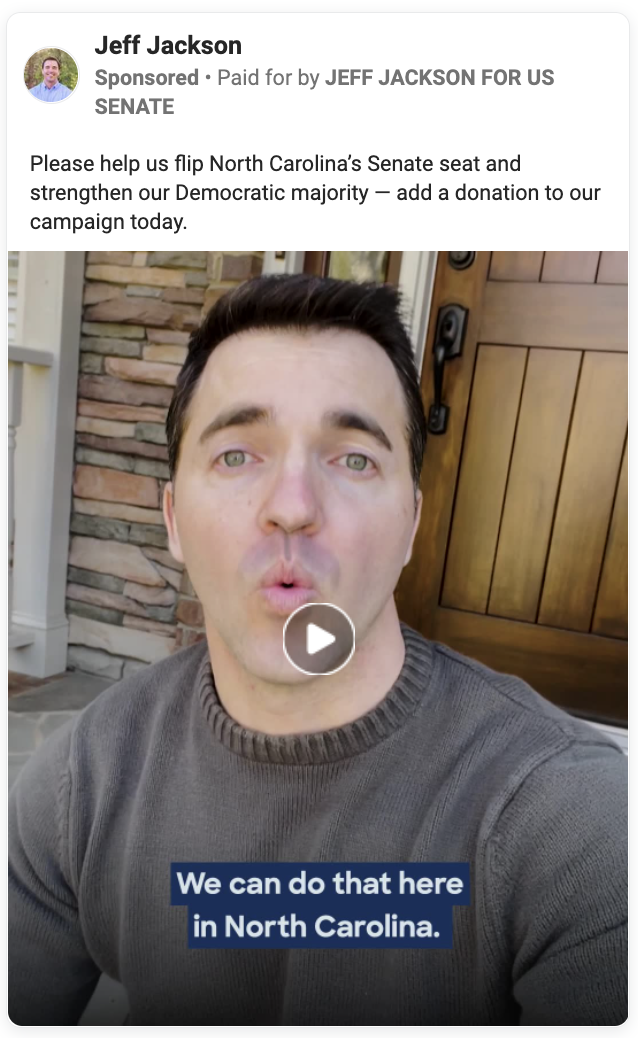 Jeff Jackson
Sponsored • Paid for by JEFF JACKSON FOR US
SENATE
Please help us flip North Carolina’s Senate seat and
strengthen our Democratic majority — add a donation to our
campaign today.
We can do that here
in North Carolina.